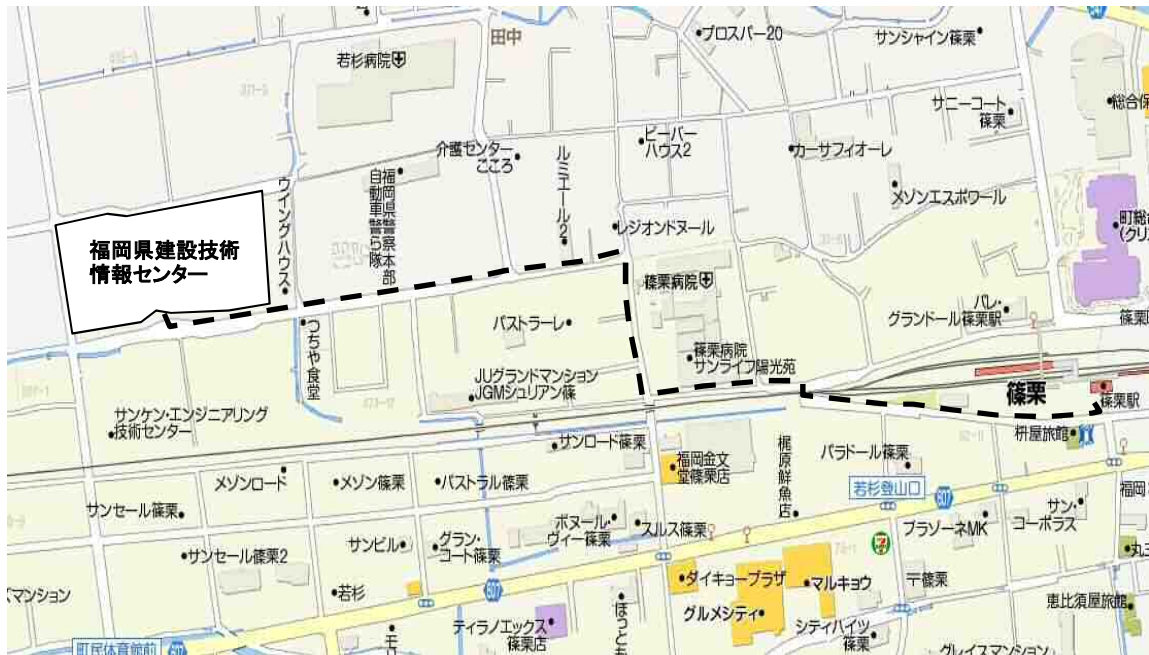 田中
プロスパー20
サンシャイン篠栗
若杉病院
総合保
サニーコート
篠栗
ビーバー
ハウス2
カーサフィオーレ
介護センター
こころ
ルミエール2
福岡県警察本部
自動車警ら隊
ウイングハウス
メゾンエスポワール
町総合
(クリ
レジオンドヌール
福岡県建設技術
情報センター
篠栗病院
パレ・
グランドール篠栗駅
篠栗
パストラーレ
つちや食堂
篠栗病院
サンライフ陽光苑
JUグランドマンション
JGMシュリアン篠
篠栗
篠栗駅
サンケン・エンジニアリング
技術センター
サンロード篠栗
枡屋旅館
福岡金文
堂篠栗店
梶原鮮魚店
パラドール篠栗
メゾンロード
メゾン篠栗
パストラル篠栗
若杉登山口
607
福岡
サンセール篠栗
ボヌール・
ヴィー篠栗
スルス篠栗
ブラゾーネMK
サン・
コーポラス
サンビル
グラン・
コート篠栗
サンセール篠栗2
丸三
ダイキョープラザ
マルキョウ
〒篠栗
ズマンション
若杉
607
グルメシティ
恵比須屋旅館
ティラノエックス
篠栗店
ほっとも
シティハイツ
篠栗
モリ
町民体育館前
607
グレイスマンション